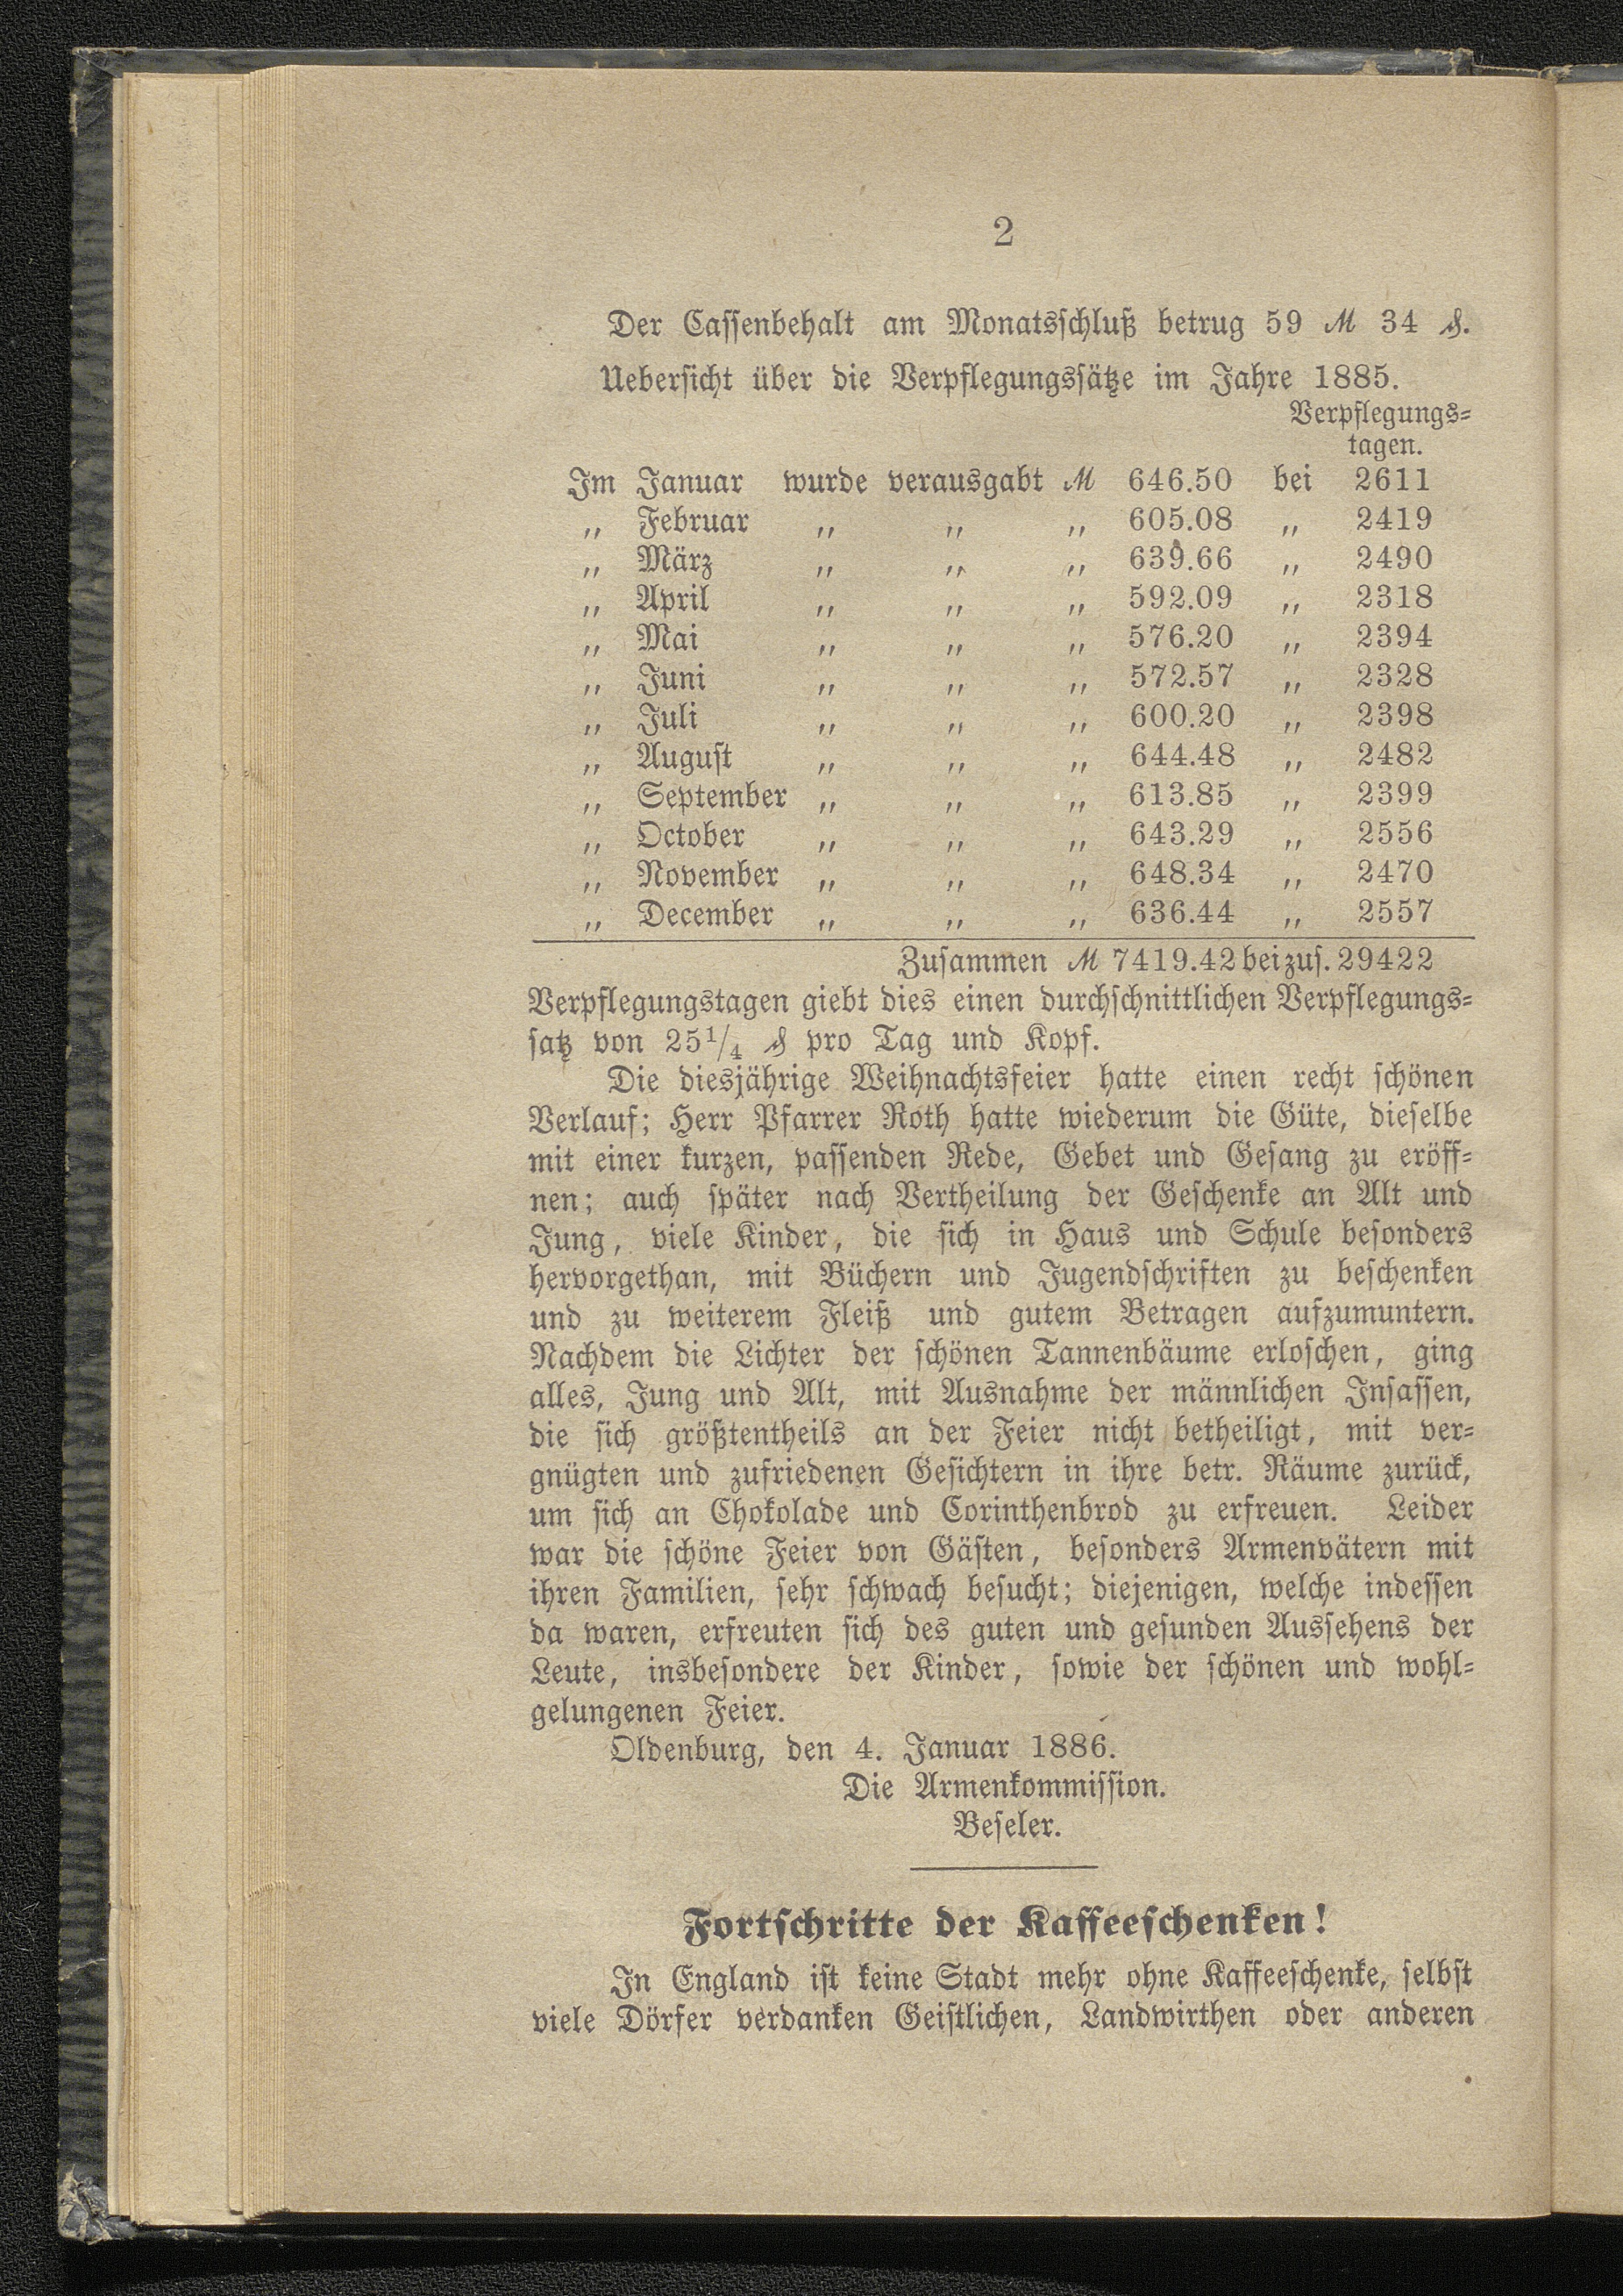 2
Der Cassenbehalt am Monatsschluß betrug 59 ℳ 34 ₰.
Uebersicht über die Verpflegungssätze im Jahre 1885.
Verpflegungs-
tagen.
Im Januar wurde verausgabt ℳ 646.50 bei 2611
„ Februar „ „ „ 605.08 „ 2419
„ März „ „ „ 639.66 „ 2490
„ April „ „ „ 592.09 „ 2318
„ Mai „ „ „ 576.20 „ 2394
„ Juni „ „ „ 572.57 „ 2328
„ Juli „ „ „ 600.20 „ 2398
„ August „ „ „ 644.48 „ 2482
„ September „ „ „ 613.85 „ 2399
„ October „ „ „ 643.29 „ 2556
„ November „ „ „ 648.34 „ 2470
„ December „ „ „ 636.44 „ 2557
Zusammen ℳ 7419.42 bei zus. 29422
Verpflegungstagen giebt dies einen durchschnittlichen Verpflegungs-
satz von 25 1/4 ₰ pro Tag und Kopf.
Die diesjährige Weihnachtsfeier hatte einen recht schönen
Verlauf; Herr Pfarrer Roth hatte wiederum die Güte, dieselbe
mit einer kurzen, passenden Rede, Gebet und Gesang zu eröff-
nen; auch später nach Vertheilung der Geschenke an Alt und
Jung, viele Kinder, die sich in Haus und Schule besonders
hervorgethan, mit Büchern und Jugendschriften zu beschenken
und zu weiterem Fleiß und gutem Betragen aufzumuntern.
Nachdem die Lichter der schönen Tannenbäume erloschen, ging
alles, Jung und Alt, mit Ausnahme der männlichen Insassen,
die sich größtentheils an der Feier nicht betheiligt, mit ver-
gnügten und zufriedenen Gesichtern in ihre betr. Räume zurück,
um sich an Chokolade und Corinthenbrod zu erfreuen. Leider
war die schöne Feier von Gästen, besonders Armenvätern mit
ihren Familien, sehr schwach besucht; diejenigen, welche indessen
da waren, erfreuten sich des guten und gesunden Aussehens der
Leute, insbesondere der Kinder, sowie der schönen und wohl-
gelungenen Feier.
Oldenburg, den 4. Januar 1886.
Die Armenkommission.
Beseler.
Fortschritte der Kaffeeschenken!
In England ist keine Stadt mehr ohne Kaffeeschenke, selbst
viele Dörfer verdanken Geistlichen, Landwirthen oder anderen